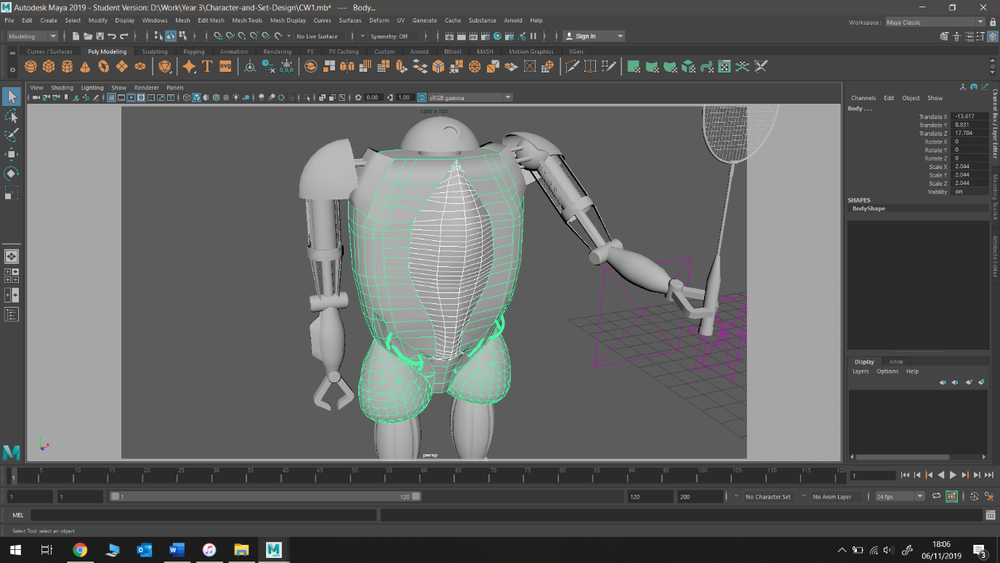 Autodesk Maya 2019 - Student Version: D:\Work\Year 3\Character-and-Set-Design\CW1.mb* --- Body...
File Edit Create Select Modify Display Windows Mesh Edit Mesh Mesh Tools Mesh Display Curves Surfaces Deform UV Generate Cache Substance Arnold Help
Workspace : Maya Classic
Modeling No Live Surface Symmetry: Off Sign In
Curves / Surfaces Poly Modeling Sculpting Rigging Animation Rendering FX FX Caching Custom Arnold Bifrost MASH Motion Graphics XGen
T SVG 0,0,0
View Shading Lighting Show Renderer Panels
0.00 1.00 sRGB gamma
1280 x 720
persp
Channels Edit Object Show
Body . . .
Translate X -13.617
Translate Y 8.831
Translate Z 17.704
Rotate X 0
Rotate Y 0
Rotate Z 0
Scale X 2.044
Scale Y 2.044
Scale Z 2.044
Visibility on
SHAPES
BodyShape
Channel Box / Layer Editor
Modeling Toolkit
Attribute Editor
Display Anim
Layers Options Help
1 5 10 15 20 25 30 35 40 45 50 55 60 65 70 75 80 85 90 95 100 105 110 115 120 1
1 1 1 120 120 200 No Character Set No Anim Layer 24 fps
MEL
Select Tool: select an object
18:06
06/11/2019
3